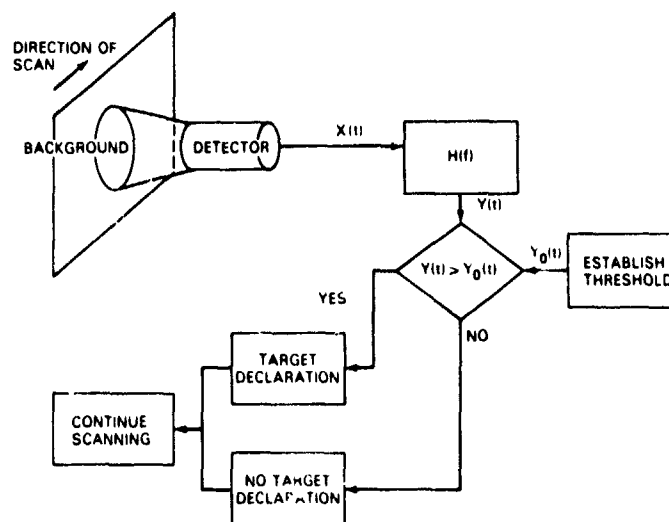 DIRECTION OF
SCAN
BACKGROUND
DETECTOR
X(t)
H(f)
Y(t)
Y(t) > Y₀(t)
Y₀(t)
ESTABLISH
THRESHOLD
YES
NO
TARGET
DECLARATION
CONTINUE
SCANNING
NO TARGET
DECLARATION